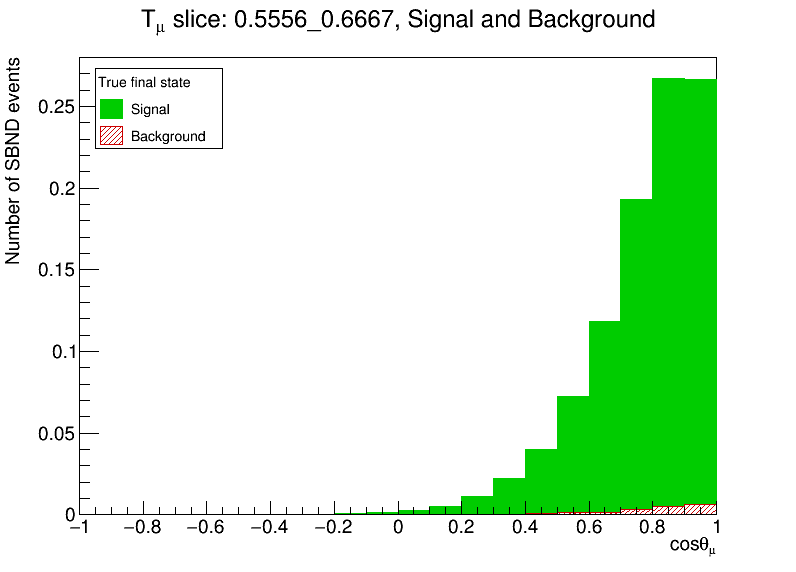 T_μ slice: 0.5556_0.6667, Signal and Background
Number of SBND events
True final state
Signal
Background
0.25
0.2
0.15
0.1
0.05
0
−1 −0.8 −0.6 −0.4 −0.2 0 0.2 0.4 0.6 0.8 1
cosθ_μ